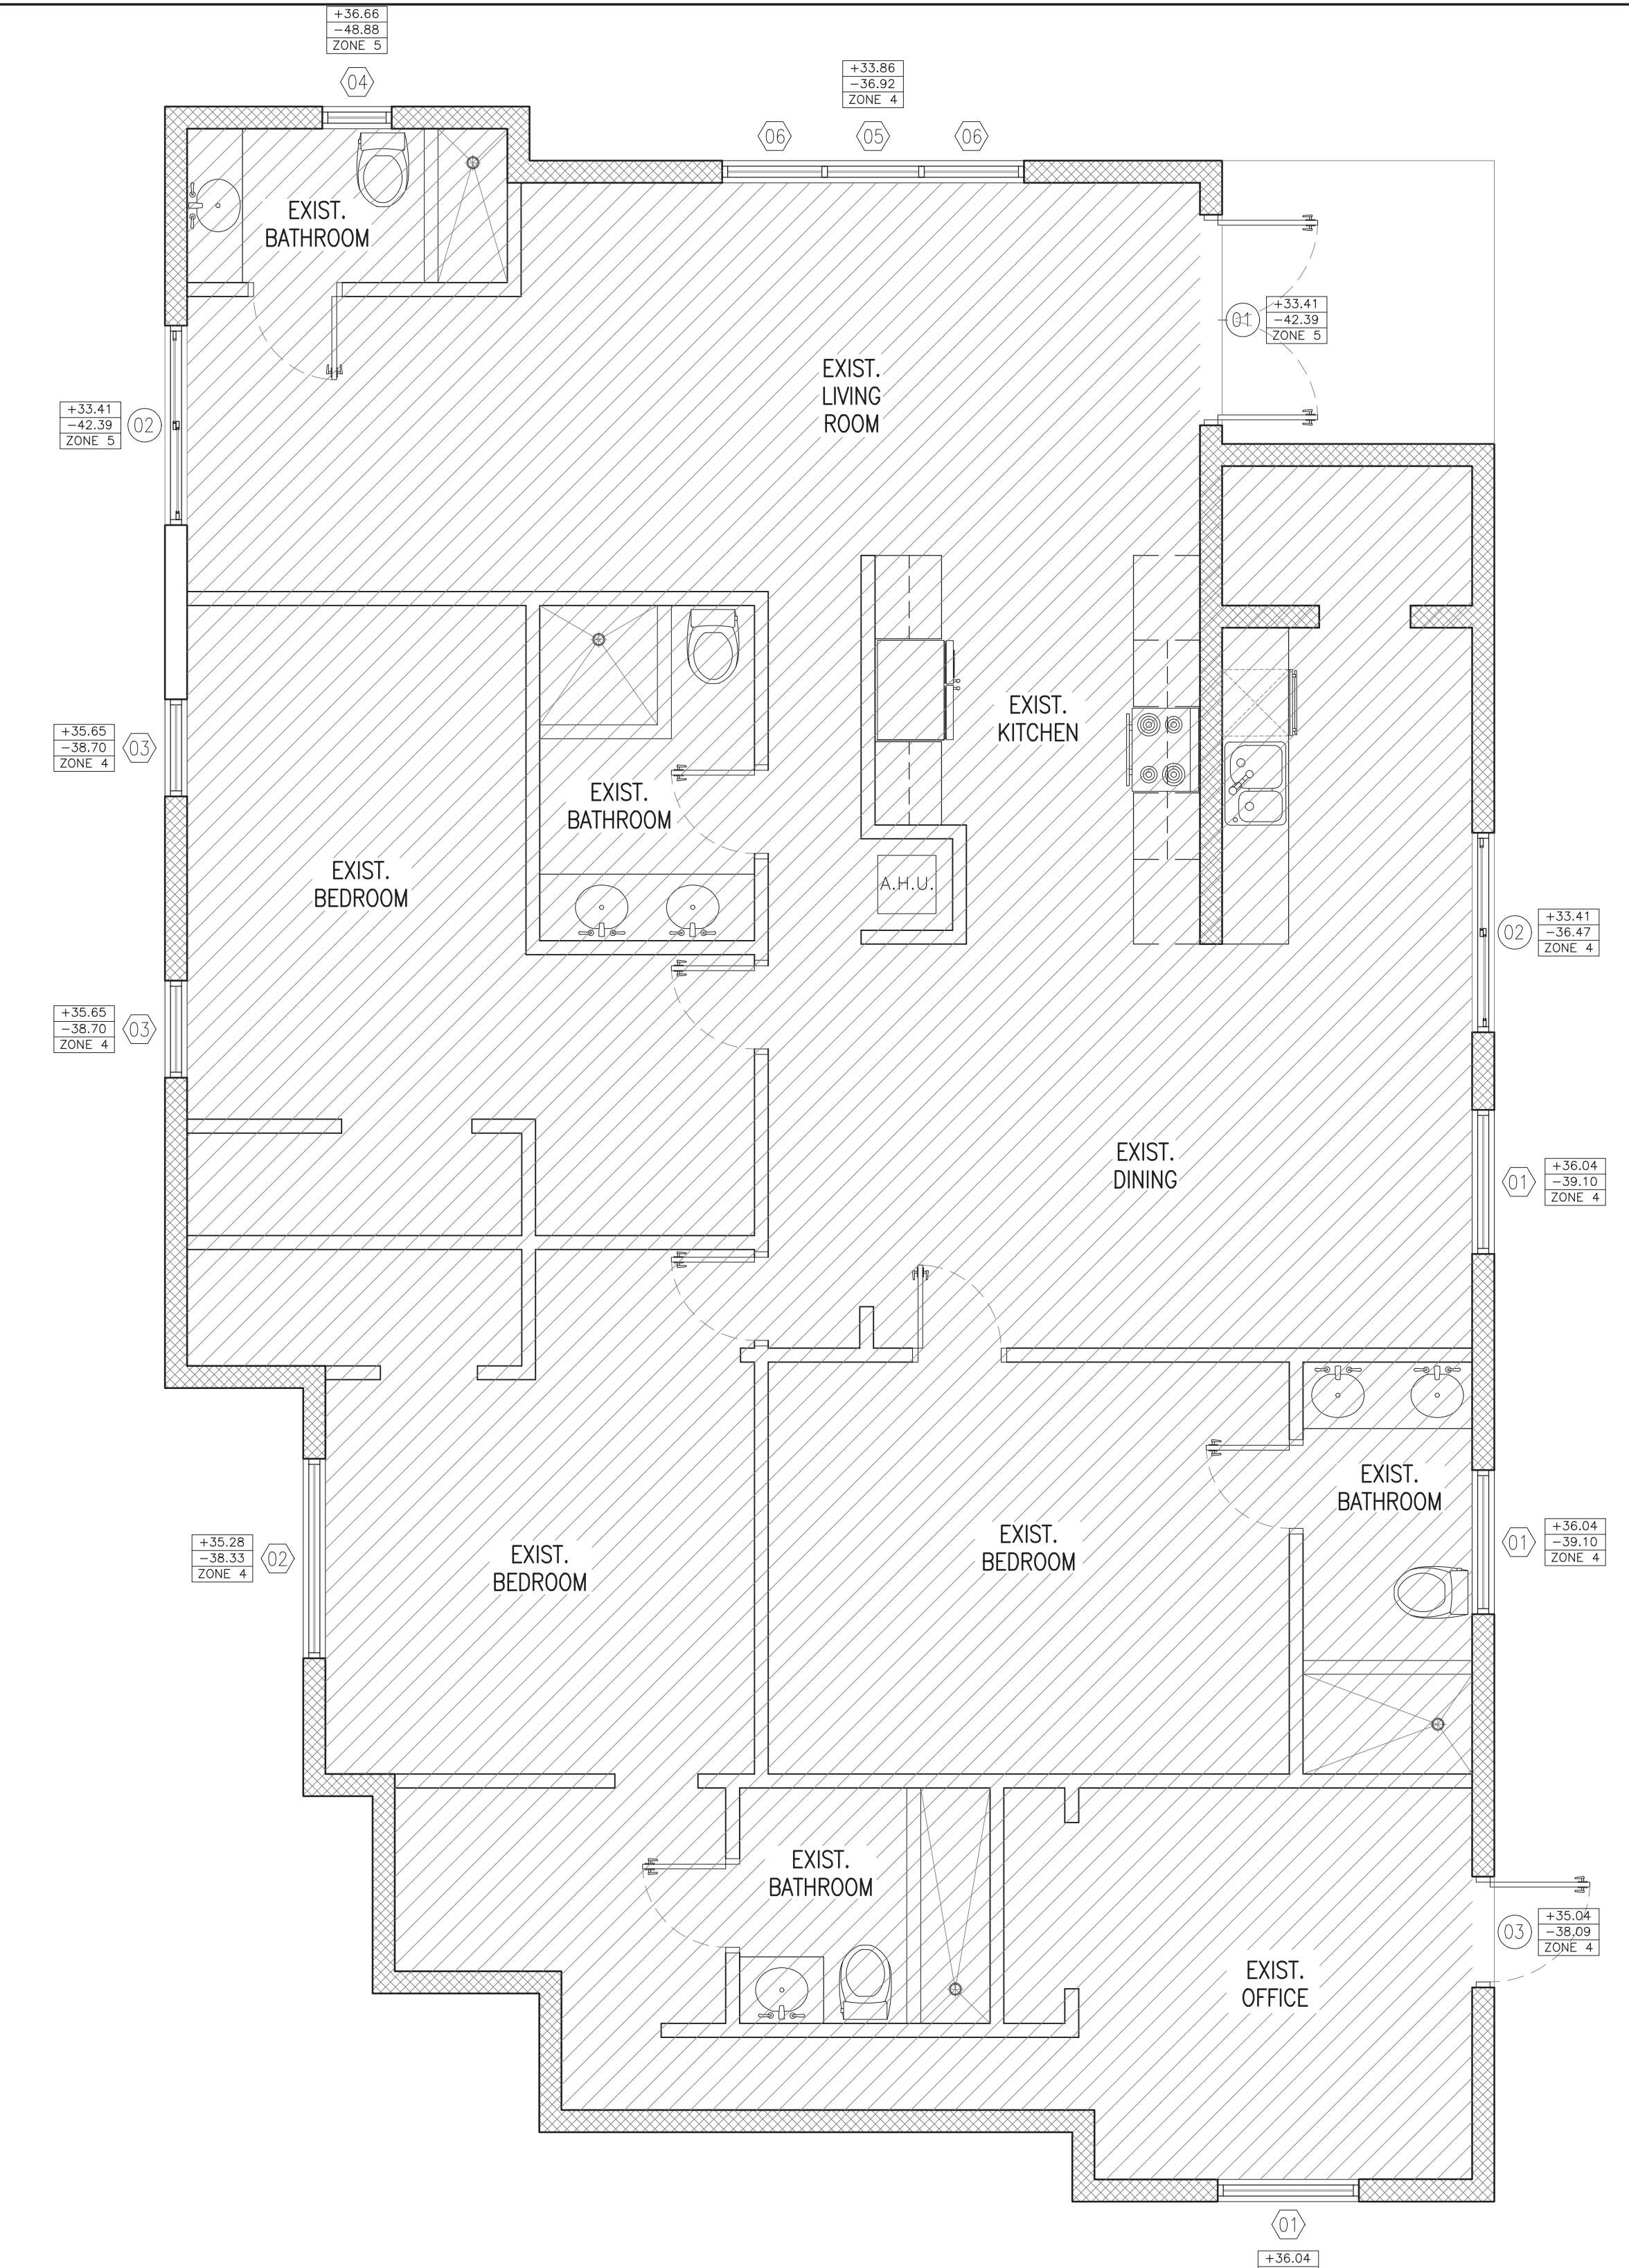 +36.66
-48.88
ZONE 5
04
+33.86
-36.92
ZONE 4
06
05
06
EXIST.
BATHROOM
01
+33.41
-42.39
ZONE 5
EXIST.
LIVING
ROOM
+33.41
-42.39
ZONE 5
02
EXIST.
KITCHEN
+35.65
-38.70
ZONE 4
03
EXIST.
BATHROOM
EXIST.
BEDROOM
A.H.U.
02
+33.41
-36.47
ZONE 4
+35.65
-38.70
ZONE 4
03
EXIST.
DINING
01
+36.04
-39.10
ZONE 4
EXIST.
BATHROOM
+35.28
-38.33
ZONE 4
02
EXIST.
BEDROOM
EXIST.
BEDROOM
01
+36.04
-39.10
ZONE 4
EXIST.
BATHROOM
03
+35.04
-38.09
ZONE 4
EXIST.
OFFICE
01
+36.04